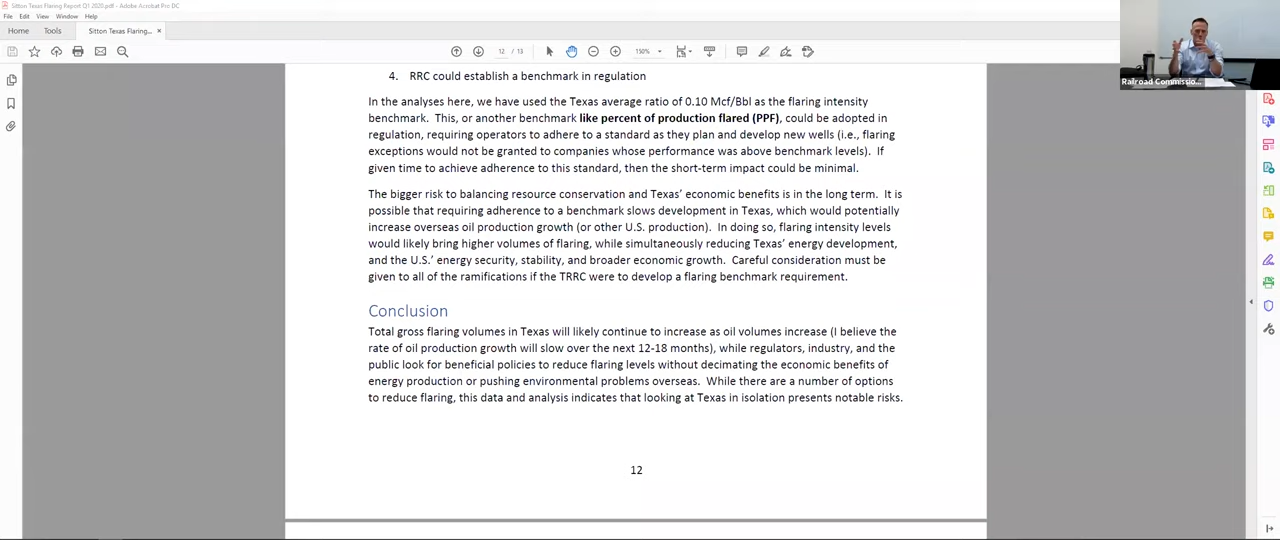 Sitton Texas Flaring Report Q1 2020.pdf - Adobe Acrobat Pro DC
File Edit View Window Help
Home Tools Sitton Texas Flaring... ×
12 / 13 150%
Railroad Commissio...
4. RRC could establish a benchmark in regulation
In the analyses here, we have used the Texas average ratio of 0.10 Mcf/Bbl as the flaring intensity
benchmark. This, or another benchmark like percent of production flared (PPF), could be adopted in
regulation, requiring operators to adhere to a standard as they plan and develop new wells (i.e., flaring
exceptions would not be granted to companies whose performance was above benchmark levels). If
given time to achieve adherence to this standard, then the short-term impact could be minimal.
The bigger risk to balancing resource conservation and Texas’ economic benefits is in the long term. It is
possible that requiring adherence to a benchmark slows development in Texas, which would potentially
increase overseas oil production growth (or other U.S. production). In doing so, flaring intensity levels
would likely bring higher volumes of flaring, while simultaneously reducing Texas’ energy development,
and the U.S.’ energy security, stability, and broader economic growth. Careful consideration must be
given to all of the ramifications if the TRRC were to develop a flaring benchmark requirement.
Conclusion
Total gross flaring volumes in Texas will likely continue to increase as oil volumes increase (I believe the
rate of oil production growth will slow over the next 12-18 months), while regulators, industry, and the
public look for beneficial policies to reduce flaring levels without decimating the economic benefits of
energy production or pushing environmental problems overseas. While there are a number of options
to reduce flaring, this data and analysis indicates that looking at Texas in isolation presents notable risks.
12